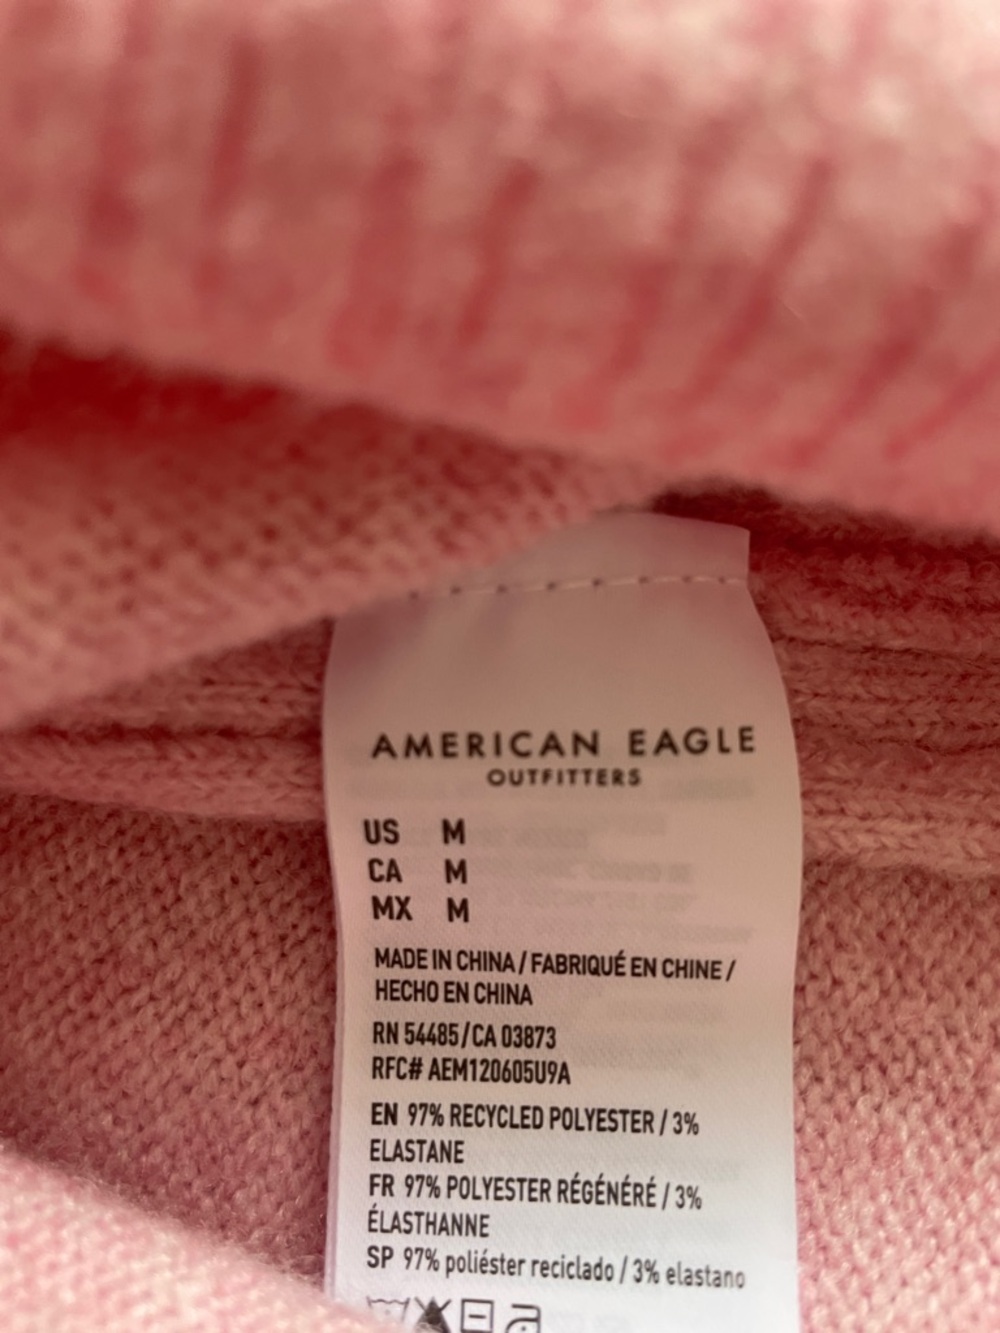 AMERICAN EAGLE
OUTFITTERS
US M
CA M
MX M
MADE IN CHINA / FABRIQUÉ EN CHINE /
HECHO EN CHINA
RN 54485 / CA 03873
RFC# AEM120605U9A
EN 97% RECYCLED POLYESTER / 3%
ELASTANE
FR 97% POLYESTER RÉGÉNÉRÉ / 3%
ÉLASTHANNE
SP 97% poliéster reciclado / 3% elastano